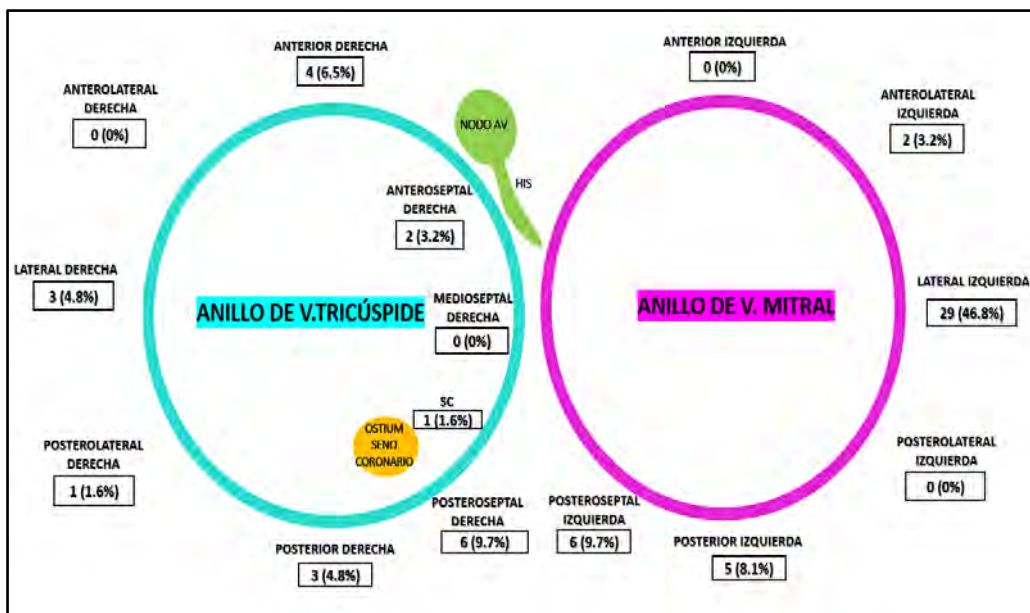 ANTERIOR DERECHA
4 (6.5%)
ANTERIOR IZQUIERDA
0 (0%)
ANTEROLATERAL
DERECHA
0 (0%)
NODO AV
HIS
ANTEROLATERAL
IZQUIERDA
2 (3.2%)
ANTEROSEPTAL
DERECHA
2 (3.2%)
LATERAL DERECHA
3 (4.8%)
ANILLO DE V.TRICÚSPIDE
MEDIOSEPTAL
DERECHA
0 (0%)
ANILLO DE V. MITRAL
LATERAL IZQUIERDA
29 (46.8%)
SC
1 (1.6%)
OSTIUM
SENO
CORONARIO
POSTEROLATERAL
DERECHA
1 (1.6%)
POSTEROLATERAL
IZQUIERDA
0 (0%)
POSTEROSEPTAL
DERECHA
6 (9.7%)
POSTEROSEPTAL
IZQUIERDA
6 (9.7%)
POSTERIOR DERECHA
3 (4.8%)
POSTERIOR IZQUIERDA
5 (8.1%)